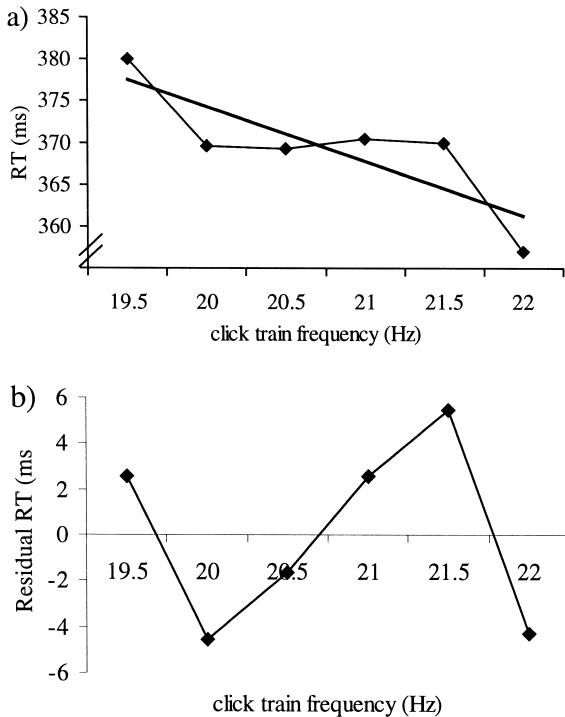 a)
385
380
375
370
365
360
RT (ms)
19.5 20 20.5 21 21.5 22
click train frequency (Hz)
b)
6
4
2
0
-2
-4
-6
Residual RT (ms
19.5 20 20.5 21 21.5 22
click train frequency (Hz)